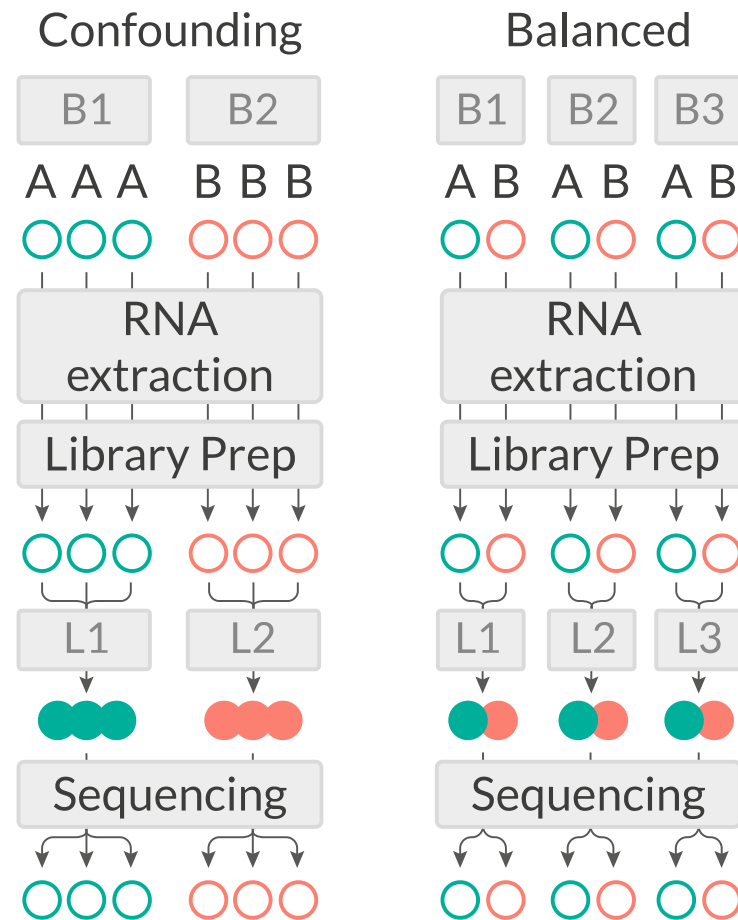 Confounding
B1 B2
A A A B B B
RNA
extraction
Library Prep
L1 L2
Sequencing
Balanced
B1 B2 B3
A B A B A B
RNA
extraction
Library Prep
L1 L2 L3
Sequencing